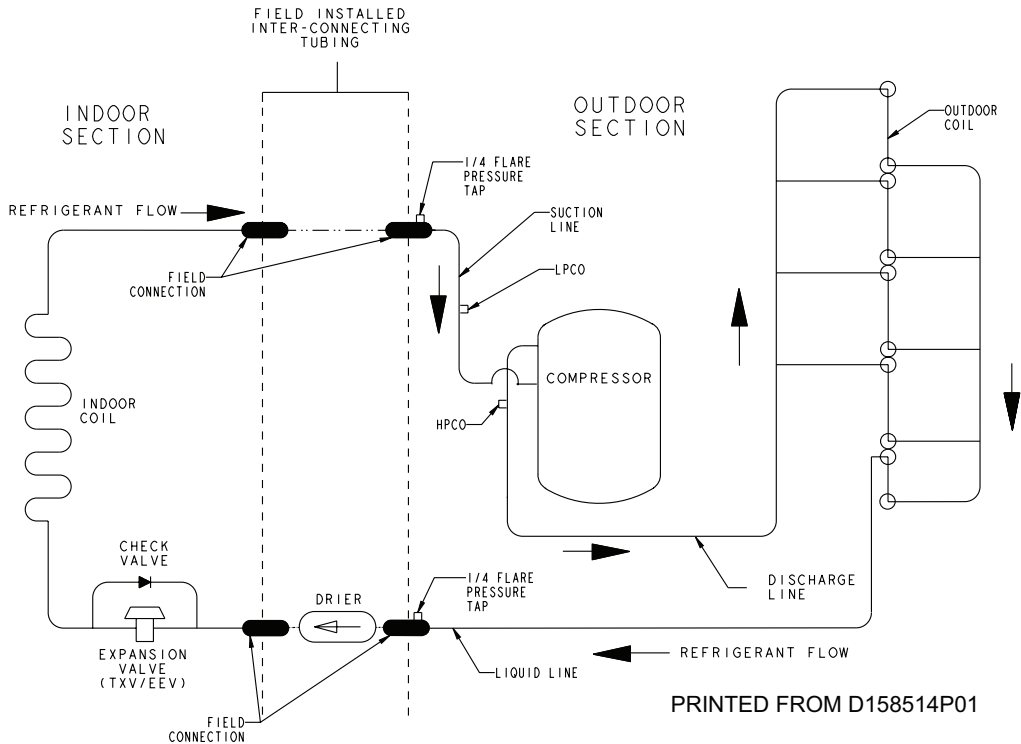 FIELD INSTALLED
INTER-CONNECTING
TUBING
INDOOR
SECTION
OUTDOOR
SECTION
OUTDOOR
COIL
1/4 FLARE
PRESSURE
TAP
REFRIGERANT FLOW
SUCTION
LINE
FIELD
CONNECTION
LPCO
COMPRESSOR
INDOOR
COIL
HPCO
CHECK
VALVE
DRIER
1/4 FLARE
PRESSURE
TAP
DISCHARGE
LINE
EXPANSION
VALVE
(TXV/EEV)
LIQUID LINE
REFRIGERANT FLOW
FIELD
CONNECTION
PRINTED FROM D158514P01